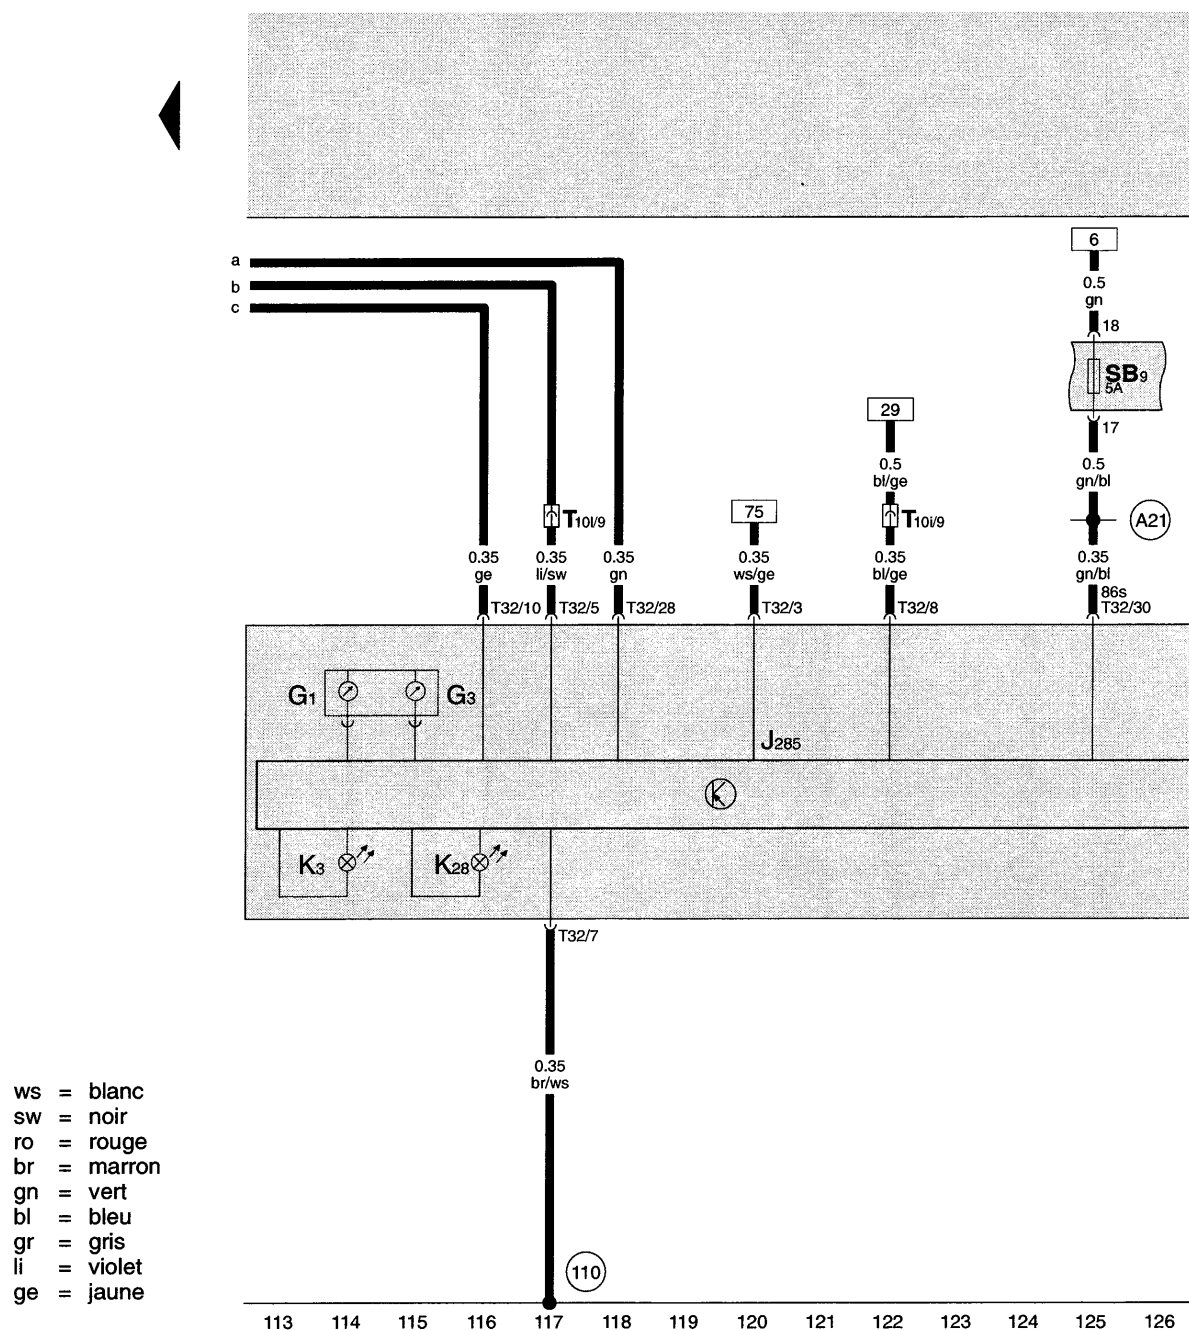 6
a
b
c
0.5
gn
18
SB9
5A
29
17
0.5
bl/ge
0.5
gn/bl
75
T10i/9
T10i/9
A21
0.35
ge
0.35
li/sw
0.35
gn
0.35
ws/ge
0.35
bl/ge
0.35
gn/bl
86s
T32/10
T32/5
T32/28
T32/3
T32/8
T32/30
G1
G3
J285
K3
K28
T32/7
0.35
br/ws
ws = blanc
sw = noir
ro = rouge
br = marron
gn = vert
bl = bleu
gr = gris
li = violet
ge = jaune
110
113 114 115 116 117 118 119 120 121 122 123 124 125 126